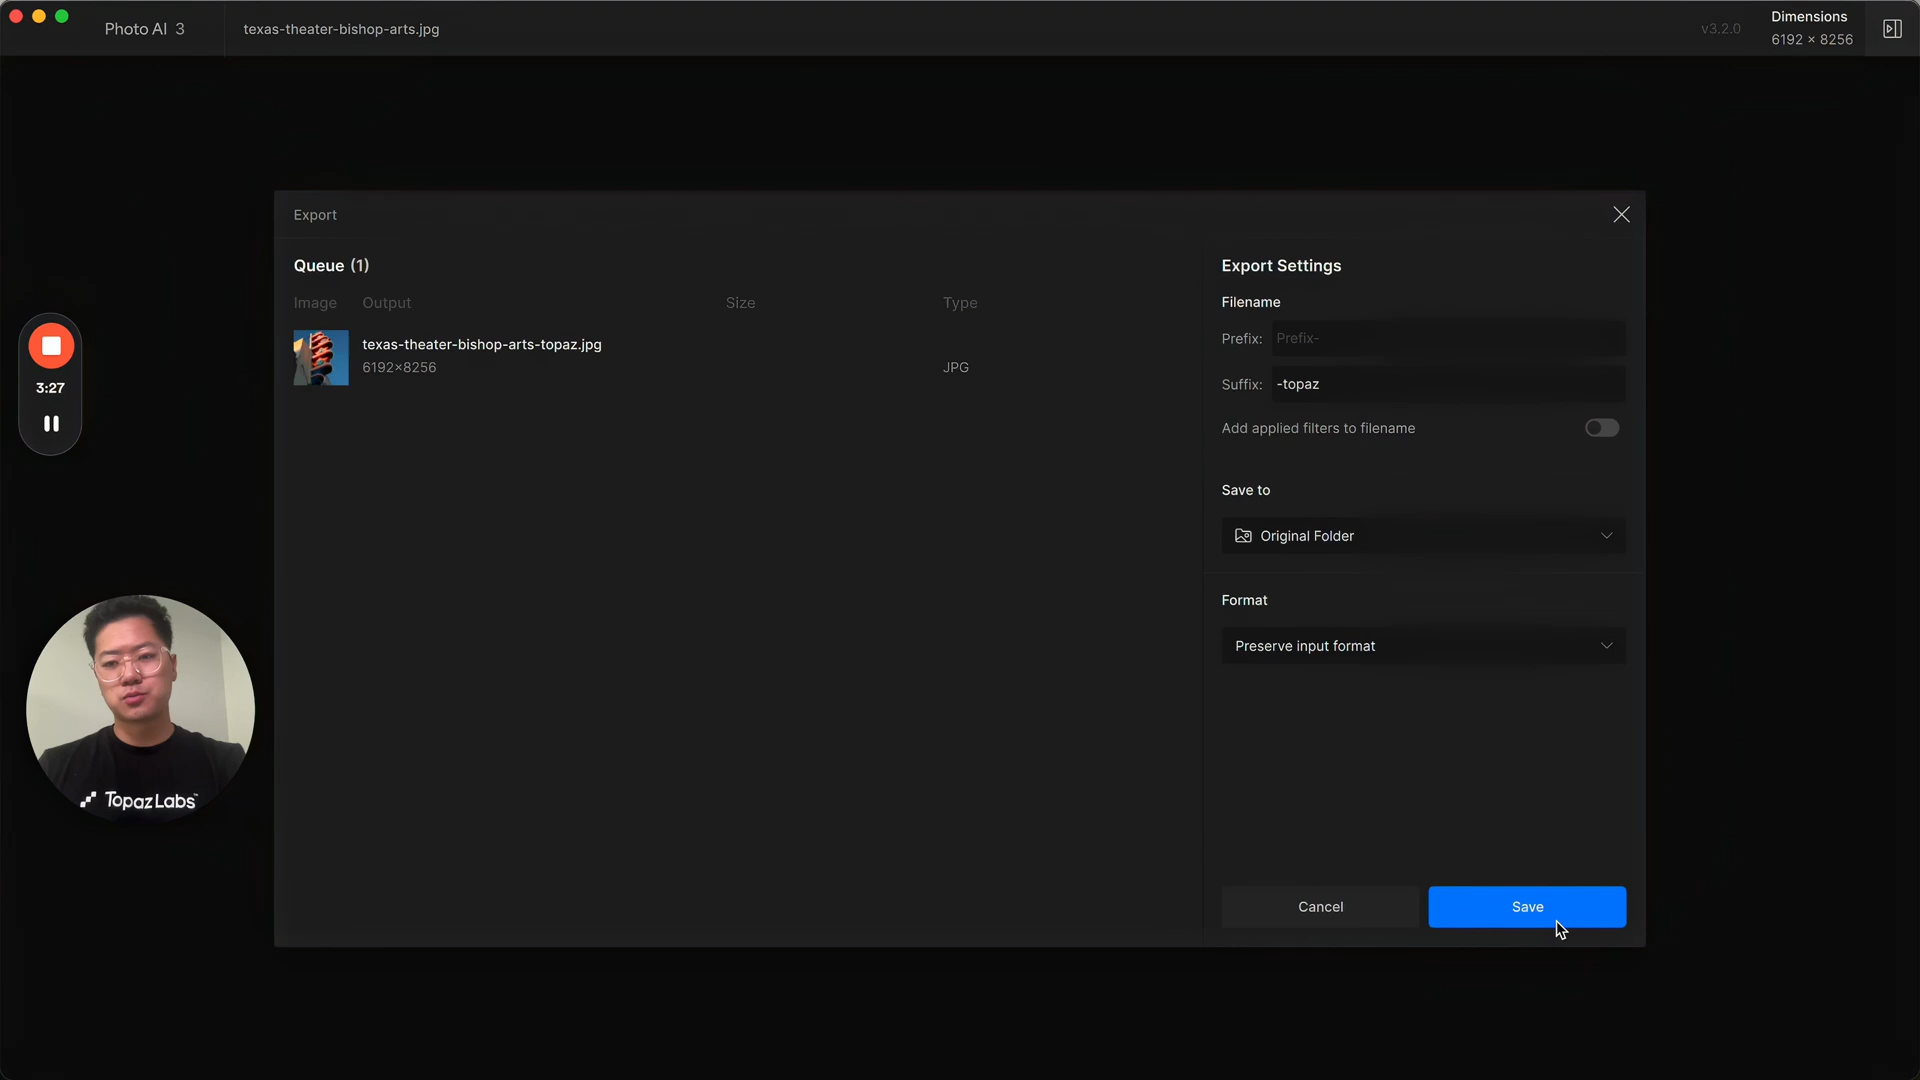 Photo AI 3
texas-theater-bishop-arts.jpg
v3.2.0
Dimensions
6192 × 8256
Export
Queue (1)
Image Output Size Type
texas-theater-bishop-arts-topaz.jpg
6192×8256 JPG
Export Settings
Filename
Prefix: Prefix-
Suffix: -topaz
Add applied filters to filename
Save to
Original Folder
Format
Preserve input format
Cancel
Save
3:27
Topaz Labs™